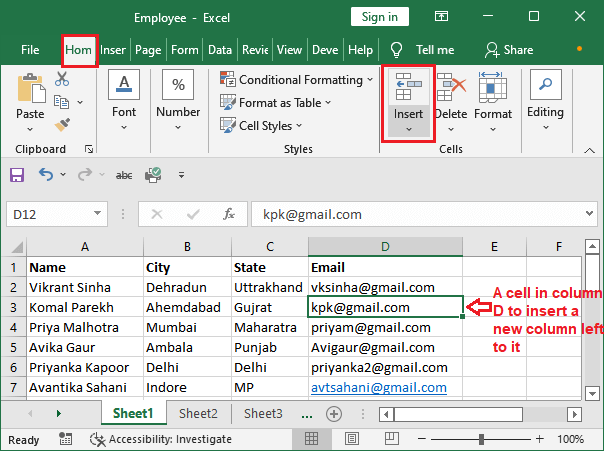 Employee - Excel
Sign in
File Hom Inser Page Form Data Revie View Deve Help Tell me Share
Paste
Clipboard
Font
%
Number
Conditional Formatting
Format as Table
Cell Styles
Styles
Insert Delete Format
Cells
Editing
abc
D12 fx kpk@gmail.com
A B C D E F
1 Name City State Email
2 Vikrant Sinha Dehradun Uttrakhand vksinha@gmail.com
3 Komal Parekh Ahemdabad Gujrat kpk@gmail.com
4 Priya Malhotra Mumbai Maharatra priyam@gmail.com
5 Avika Gaur Ambala Punjab Avigaur@gmail.com
6 Priyanka Kapoor Delhi Delhi priyanka2@gmail.com
7 Avantika Sahani Indore MP avtsahani@gmail.com
A cell in column
D to insert a
new column left
to it
Sheet1 Sheet2 Sheet3 ...
Ready Accessibility: Investigate 100%